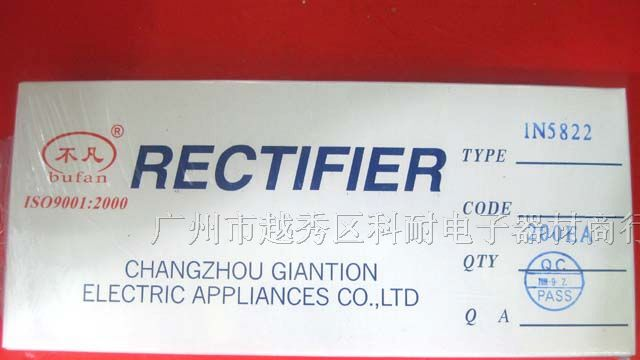 不凡
®
bufan
ISO9001:2000
RECTIFIER
CHANGZHOU GIANTION
ELECTRIC APPLIANCES CO.,LTD
TYPE 1N5822
CODE
QTY 200EA
Q A
Q.C.
PASS
广州市越秀区科耐电子器材商行